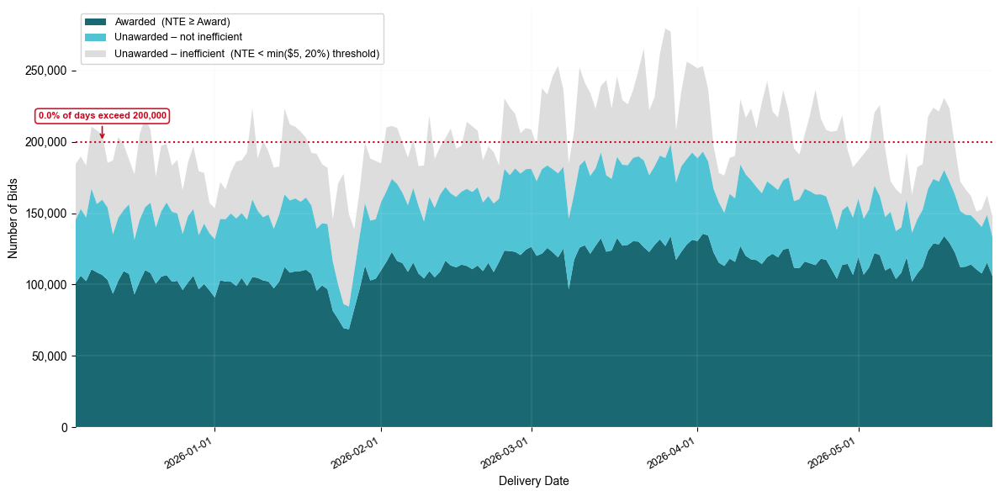 Awarded  (NTE ≥ Award)
Unawarded – not inefficient
Unawarded – inefficient  (NTE < min($5, 20%) threshold)
250,000
0.0% of days exceed 200,000
200,000
150,000
100,000
50,000
0
Number of Bids
2026-01-01
2026-02-01
2026-03-01
2026-04-01
2026-05-01
Delivery Date